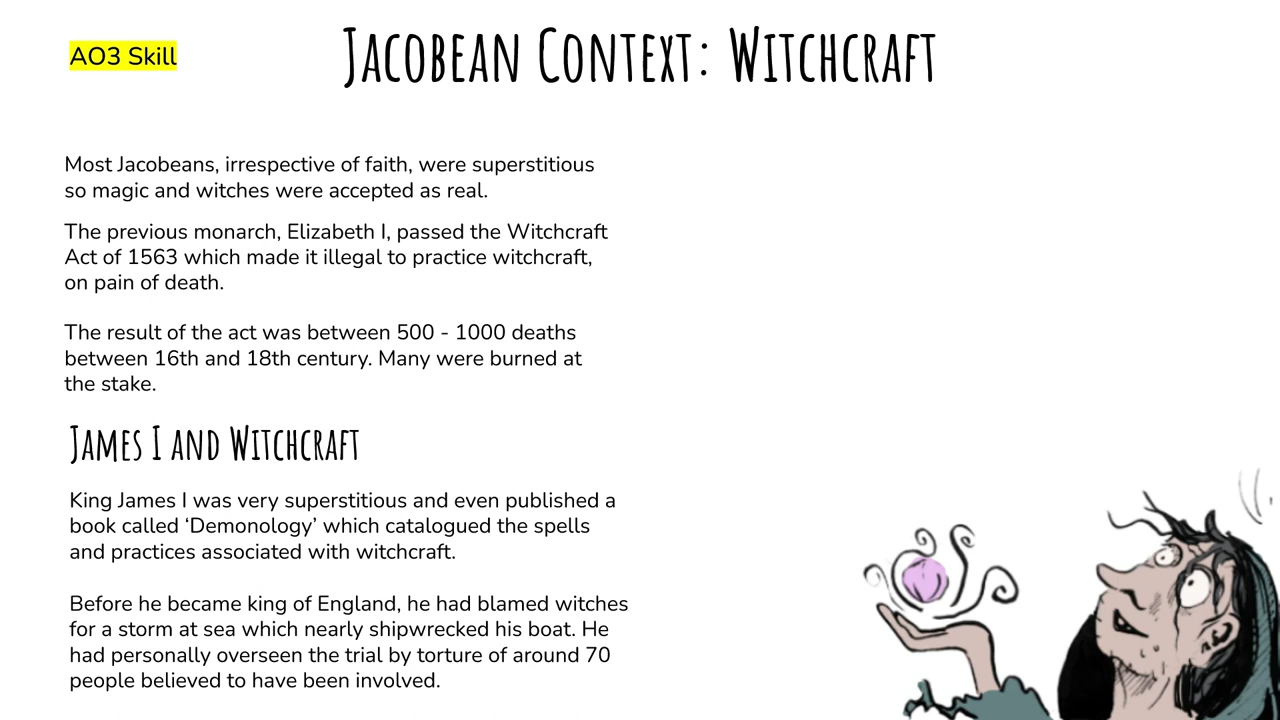 AO3 Skill
Jacobean Context: Witchcraft
Most Jacobeans, irrespective of faith, were superstitious
so magic and witches were accepted as real.
The previous monarch, Elizabeth I, passed the Witchcraft
Act of 1563 which made it illegal to practice witchcraft,
on pain of death.
The result of the act was between 500 - 1000 deaths
between 16th and 18th century. Many were burned at
the stake.
James I and Witchcraft
King James I was very superstitious and even published a
book called ‘Demonology’ which catalogued the spells
and practices associated with witchcraft.
Before he became king of England, he had blamed witches
for a storm at sea which nearly shipwrecked his boat. He
had personally overseen the trial by torture of around 70
people believed to have been involved.